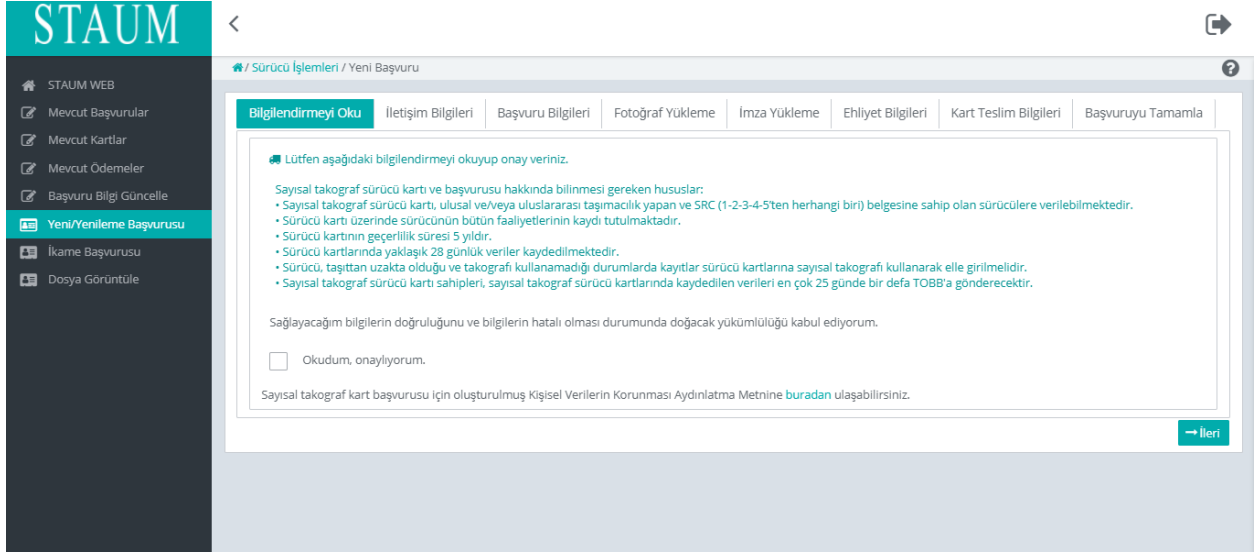 STAUM
/ Sürücü İşlemleri / Yeni Başvuru
STAUM WEB
Mevcut Başvurular
Mevcut Kartlar
Mevcut Ödemeler
Başvuru Bilgi Güncelle
Yeni/Yenileme Başvurusu
İkame Başvurusu
Dosya Görüntüle
Bilgilendirmeyi Oku İletişim Bilgileri Başvuru Bilgileri Fotoğraf Yükleme İmza Yükleme Ehliyet Bilgileri Kart Teslim Bilgileri Başvuruyu Tamamla
Lütfen aşağıdaki bilgilendirmeyi okuyup onay veriniz.
Sayısal takograf sürücü kartı ve başvurusu hakkında bilinmesi gereken hususlar:
• Sayısal takograf sürücü kartı, ulusal ve/veya uluslararası taşımacılık yapan ve SRC (1-2-3-4-5'ten herhangi biri) belgesine sahip olan sürücülere verilebilmektedir.
• Sürücü kartı üzerinde sürücünün bütün faaliyetlerinin kaydı tutulmaktadır.
• Sürücü kartının geçerlilik süresi 5 yıldır.
• Sürücü kartlarında yaklaşık 28 günlük veriler kaydedilmektedir.
• Sürücü, taşıttan uzakta olduğu ve takografı kullanamadığı durumlarda kayıtlar sürücü kartlarına sayısal takografı kullanarak elle girilmelidir.
• Sayısal takograf sürücü kartı sahipleri, sayısal takograf sürücü kartlarında kaydedilen verileri en çok 25 günde bir defa TOBB'a gönderecektir.
Sağlayacağım bilgilerin doğruluğunu ve bilgilerin hatalı olması durumunda doğacak yükümlülüğü kabul ediyorum.
Okudum, onaylıyorum.
Sayısal takograf kart başvurusu için oluşturulmuş Kişisel Verilerin Korunması Aydınlatma Metnine buradan ulaşabilirsiniz.
→ İleri